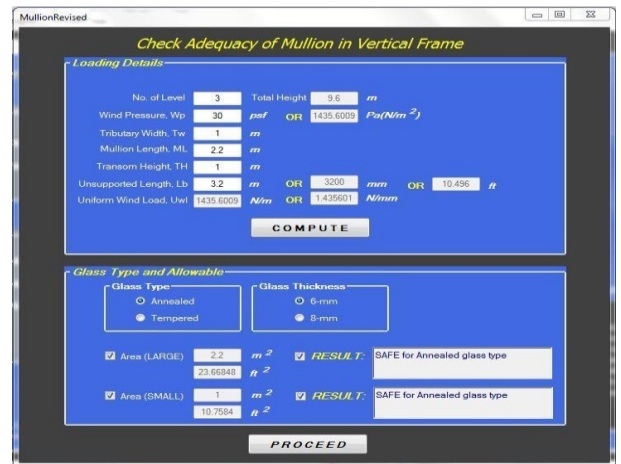 MullionRevised
Check Adequacy of Mullion in Vertical Frame
Loading Details
No. of Level 3 Total Height 9.6 m
Wind Pressure, Wp 30 psf OR 1435.6009 Pa(N/m 2)
Tributary Width, Tw 1 m
Mullion Length, ML 2.2 m
Transom Height, TH 1 m
Unsupported Length, Lb 3.2 m OR 3200 mm OR 10.496 ft
Uniform Wind Load, Uwl 1435.6009 N/m OR 1.435601 N/mm
COMPUTE
Glass Type and Allowable
Glass Type Glass Thickness
Annealed 6-mm
Tempered 8-mm
Area (LARGE) 2.2 m 2 RESULT: SAFE for Annealed glass type
23.66848 ft 2
Area (SMALL) 1 m 2 RESULT: SAFE for Annealed glass type
10.7584 ft 2
PROCEED